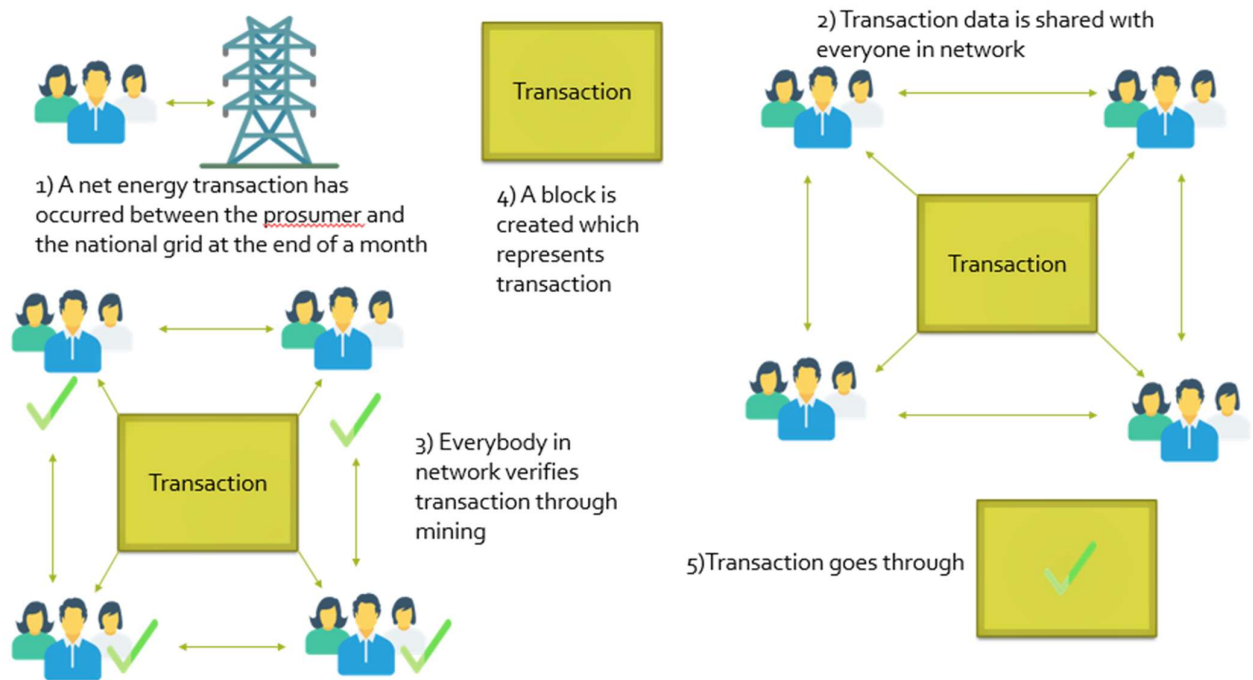 1) A net energy transaction has
occurred between the prosumer and
the national grid at the end of a month
2) Transaction data is shared with
everyone in network
Transaction
3) Everybody in
network verifies
transaction through
mining
Transaction
Transaction
4) A block is
created which
represents
transaction
5)Transaction goes through